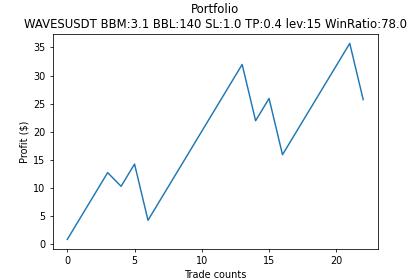 Portfolio
WAVESUSDT BBM:3.1 BBL:140 SL:1.0 TP:0.4 lev:15 WinRatio:78.0
35
30
25
20
15
10
5
0
Profit ($)
0 5 10 15 20
Trade counts